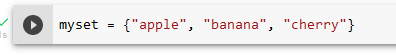 myset = {"apple", "banana", "cherry"}